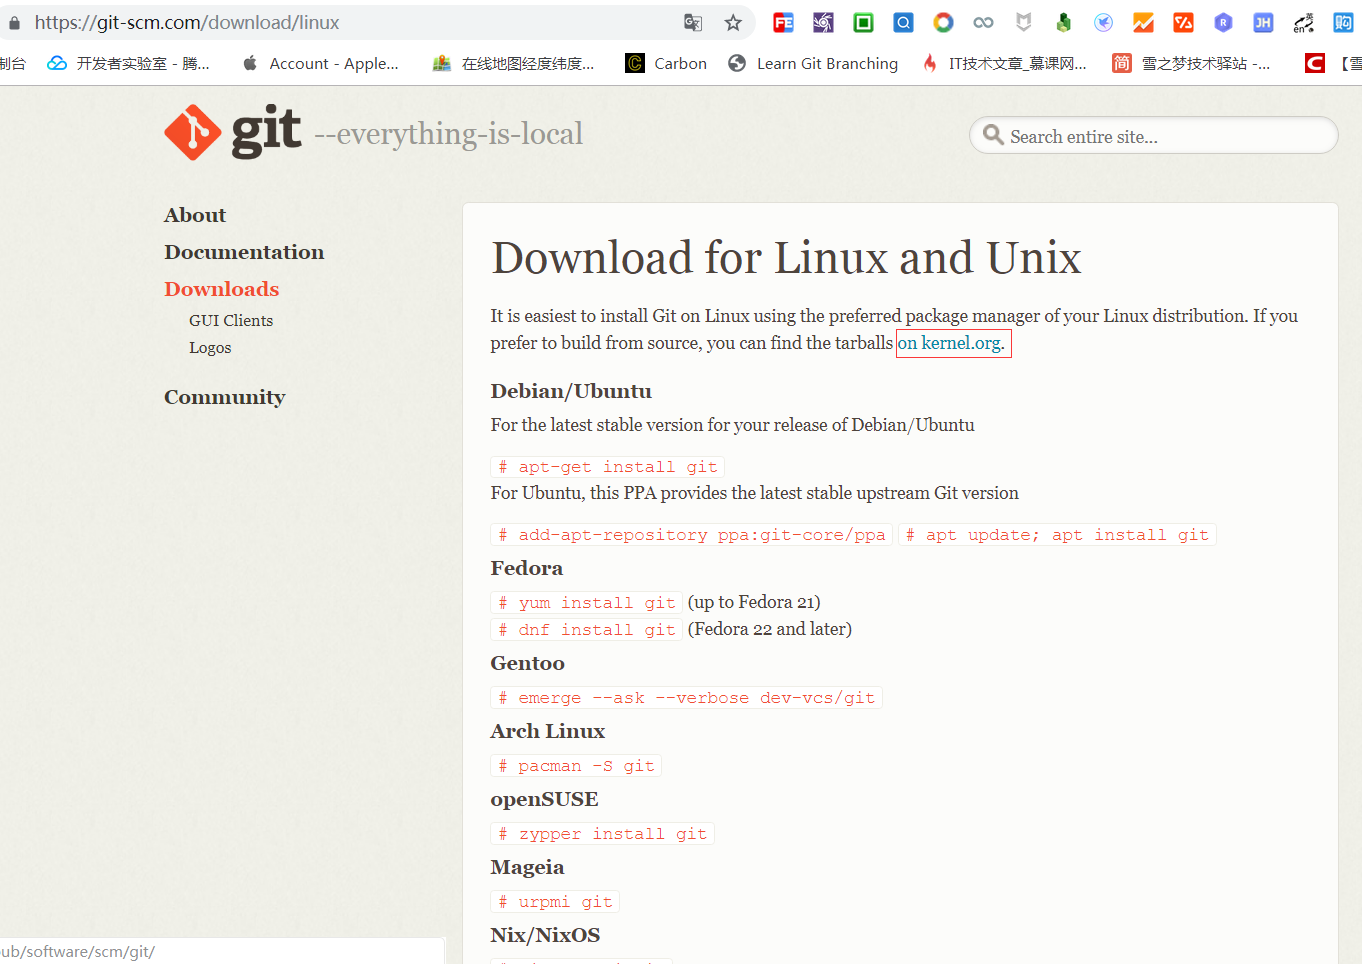 https://git-scm.com/download/linux
制台 开发者实验室 - 腾... Account - Apple... 在线地图经度纬度... Carbon Learn Git Branching IT技术文章_慕课网... 雪之梦技术驿站 -... 【雪
git --everything-is-local
Search entire site...
About
Documentation
Downloads
GUI Clients
Logos
Community
Download for Linux and Unix
It is easiest to install Git on Linux using the preferred package manager of your Linux distribution. If you
prefer to build from source, you can find the tarballs on kernel.org.
Debian/Ubuntu
For the latest stable version for your release of Debian/Ubuntu
# apt-get install git
For Ubuntu, this PPA provides the latest stable upstream Git version
# add-apt-repository ppa:git-core/ppa # apt update; apt install git
Fedora
# yum install git (up to Fedora 21)
# dnf install git (Fedora 22 and later)
Gentoo
# emerge --ask --verbose dev-vcs/git
Arch Linux
# pacman -S git
openSUSE
# zypper install git
Mageia
# urpmi git
Nix/NixOS
ub/software/scm/git/